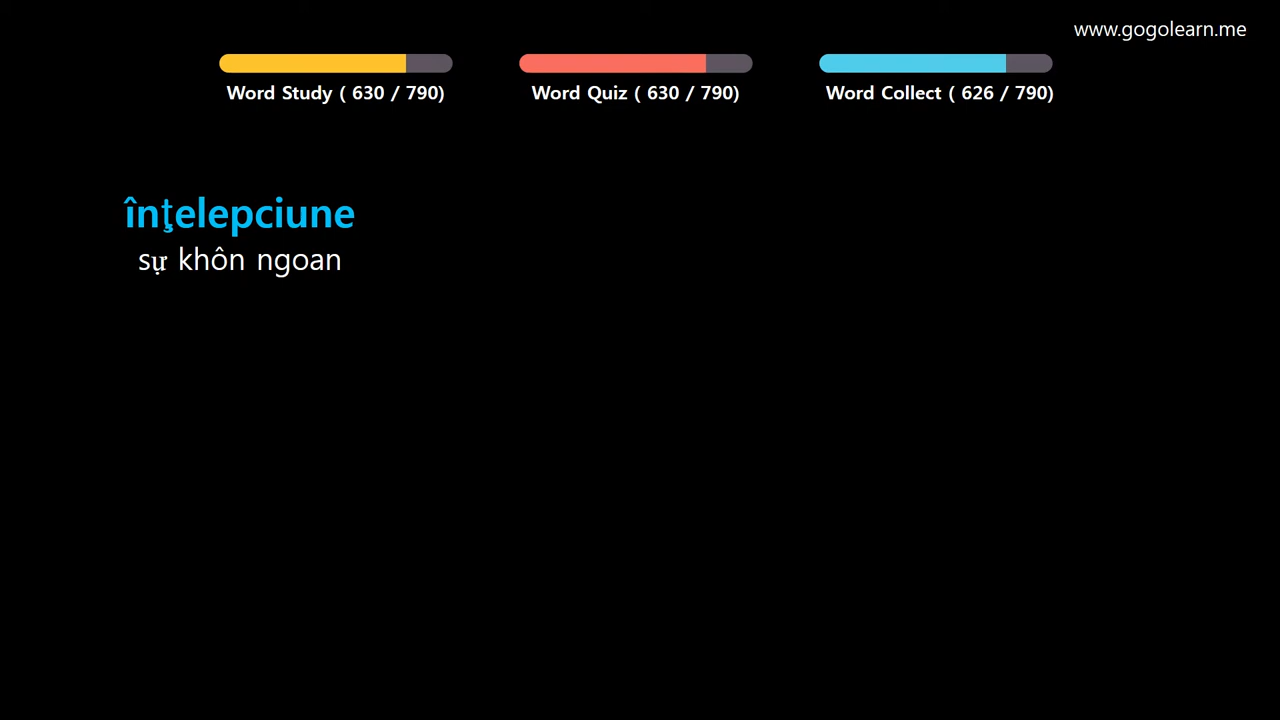 www.gogolearn.me
Word Study ( 630 / 790)
Word Quiz ( 630 / 790)
Word Collect ( 626 / 790)
înţelepciune
sự khôn ngoan